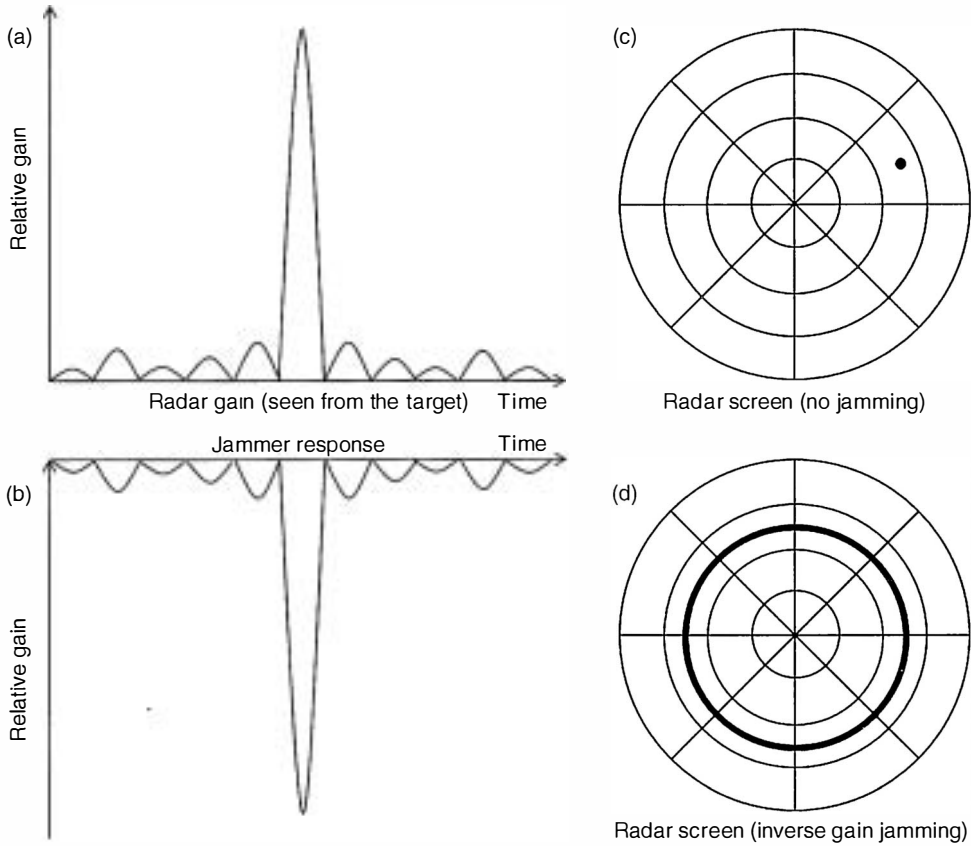 (a)
Relative gain
Radar gain (seen from the target) Time
(b)
Jammer response Time
Relative gain
(c)
Radar screen (no jamming)
(d)
Radar screen (inverse gain jamming)